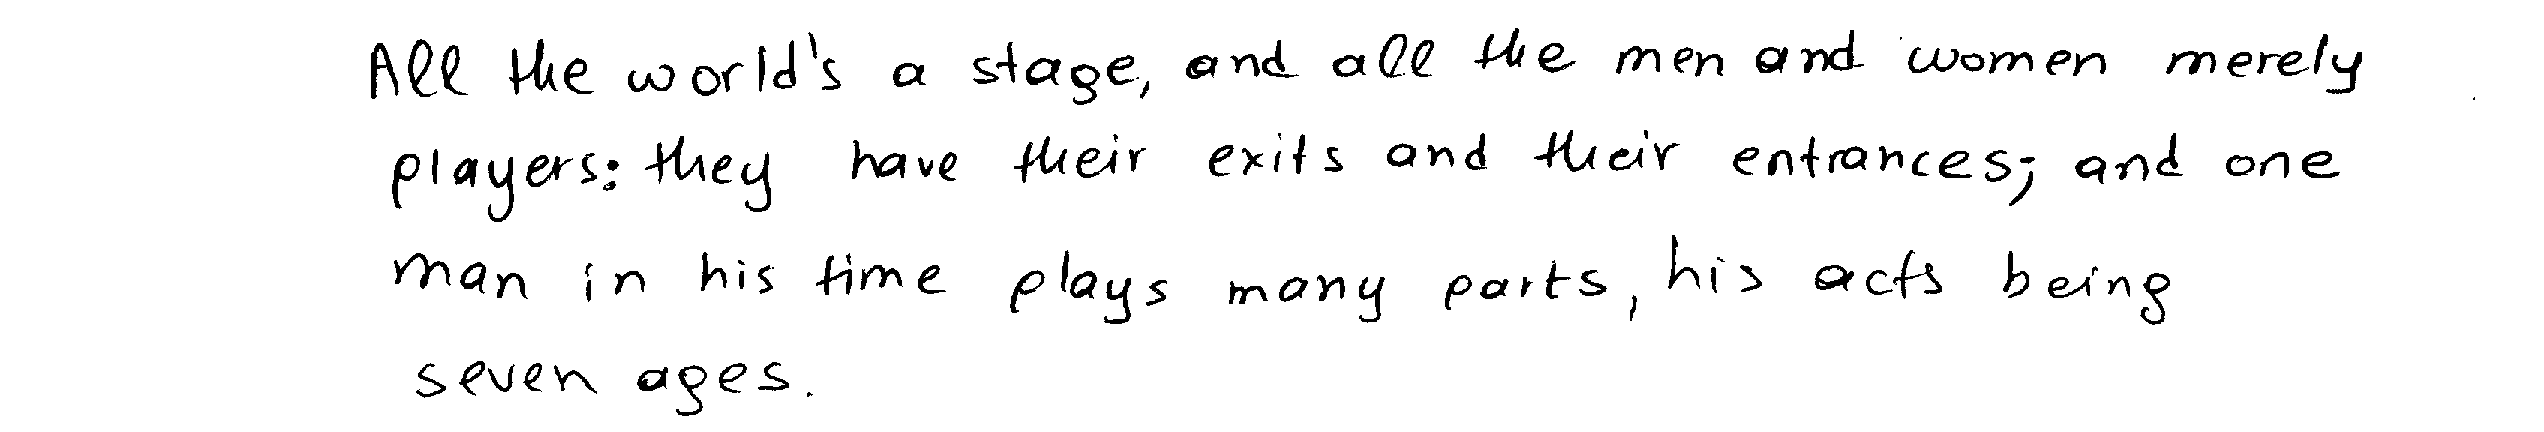 All the world's a stage, and all the men and women merely
players: they have their exits and their entrances; and one
man in his time plays many parts, his acts being
seven ages.